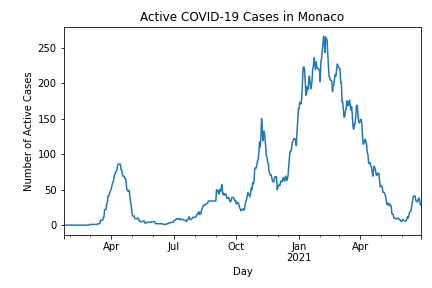 Active COVID-19 Cases in Monaco
Number of Active Cases
250
200
150
100
50
0
Apr
Jul
Oct
Jan
2021
Apr
Day